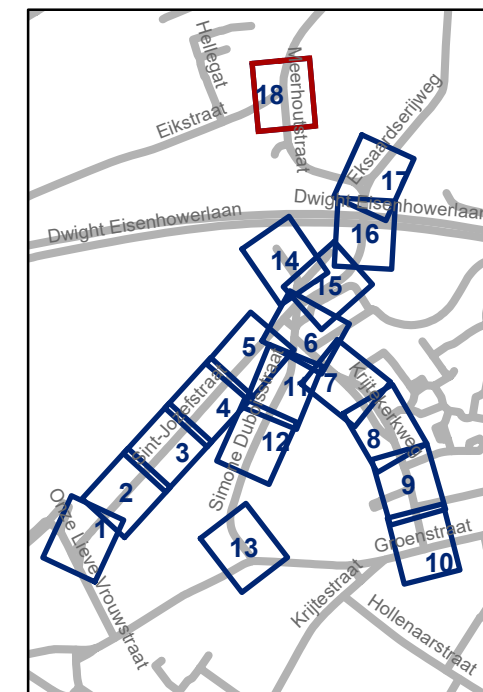 Hellegat
Meerhoutstraat
18
Eikstraat
Eksaardserijweg
17
Dwight Eisenhowerlaan
Dwight Eisenhowerlaan
16
14
15
5
6
11
7
Krijtekerkweg
Sint-Jozefstraat
Simone Duboisstraat
4
12
8
3
2
9
1
Onze Lieve Vrouwstraat
13
Groenstraat
10
Krijtestraat
Hollenaarstraat